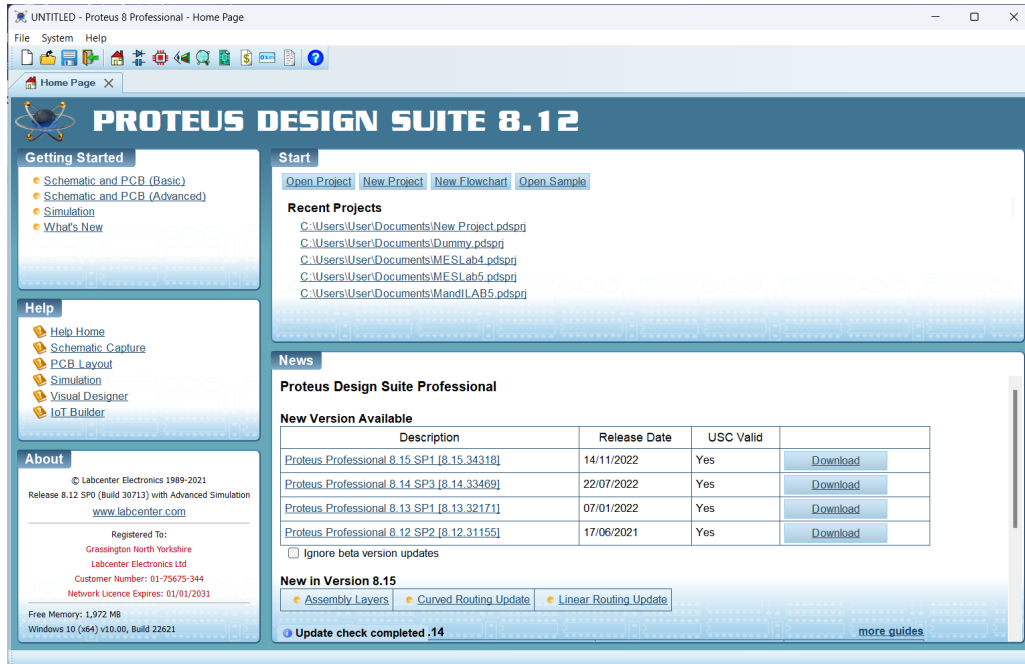 UNTITLED - Proteus 8 Professional - Home Page
File System Help
Home Page
PROTEUS DESIGN SUITE 8.12
Getting Started
Schematic and PCB (Basic)
Schematic and PCB (Advanced)
Simulation
What's New
Start
Open Project New Project New Flowchart Open Sample
Recent Projects
C:\Users\User\Documents\New Project.pdsprj
C:\Users\User\Documents\Dummy.pdsprj
C:\Users\User\Documents\MESLab4.pdsprj
C:\Users\User\Documents\MESLab5.pdsprj
C:\Users\User\Documents\MandILAB5.pdsprj
Help
Help Home
Schematic Capture
PCB Layout
Simulation
Visual Designer
IoT Builder
News
Proteus Design Suite Professional
New Version Available
Description Release Date USC Valid
Proteus Professional 8.15 SP1 [8.15.34318] 14/11/2022 Yes Download
Proteus Professional 8.14 SP3 [8.14.33469] 22/07/2022 Yes Download
Proteus Professional 8.13 SP1 [8.13.32171] 07/01/2022 Yes Download
Proteus Professional 8.12 SP2 [8.12.31155] 17/06/2021 Yes Download
Ignore beta version updates
New in Version 8.15
Assembly Layers Curved Routing Update Linear Routing Update
Update check completed .14
more guides
About
© Labcenter Electronics 1989-2021
Release 8.12 SP0 (Build 30713) with Advanced Simulation
www.labcenter.com
Registered To:
Grassington North Yorkshire
Labcenter Electronics Ltd
Customer Number: 01-75675-344
Network Licence Expires: 01/01/2031
Free Memory: 1,972 MB
Windows 10 (x64) v10.00, Build 22621